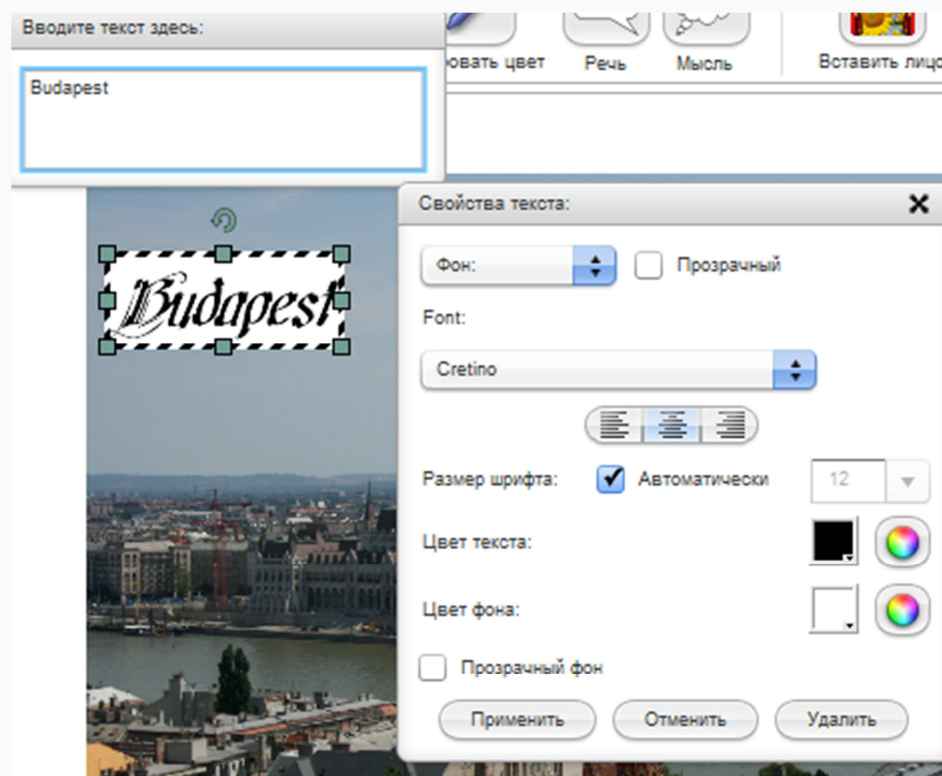 Вводите текст здесь:
Budapest
овать цвет
Речь
Мысль
Вставить лицо
Свойства текста:
Фон:
Прозрачный
Budapest
Font:
Cretino
Размер шрифта:
Автоматически
12
Цвет текста:
Цвет фона:
Прозрачный фон
Применить
Отменить
Удалить